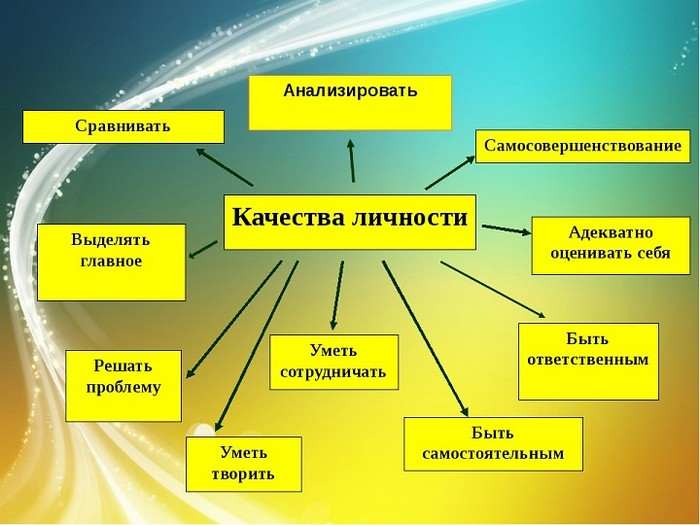 Анализировать
Сравнивать
Самосовершенствование
Качества личности
Выделять
главное
Адекватно
оценивать себя
Быть
ответственным
Уметь
сотрудничать
Решать
проблему
Быть
самостоятельным
Уметь
творить